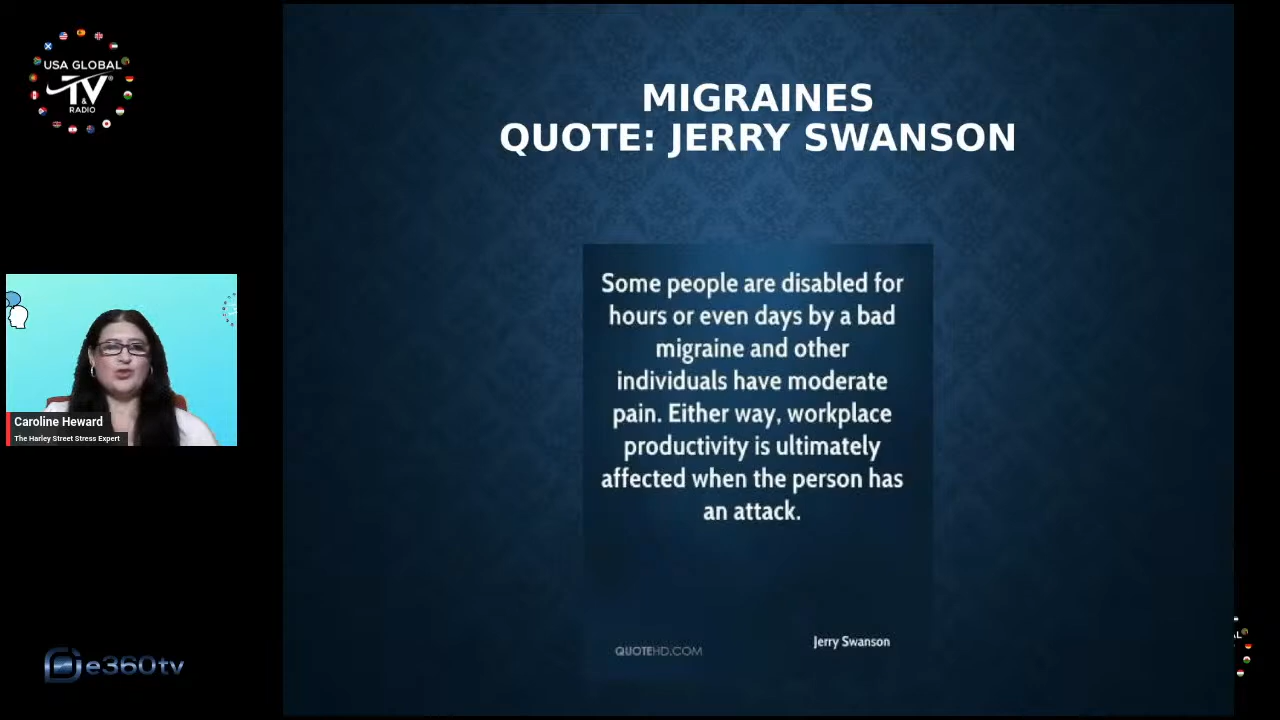 USA GLOBAL
TV
&
RADIO
MIGRAINES
QUOTE: JERRY SWANSON
Some people are disabled for
hours or even days by a bad
migraine and other
individuals have moderate
pain. Either way, workplace
productivity is ultimately
affected when the person has
an attack.
Jerry Swanson
QUOTEHD.COM
Caroline Heward
The Harley Street Stress Expert
e360tv